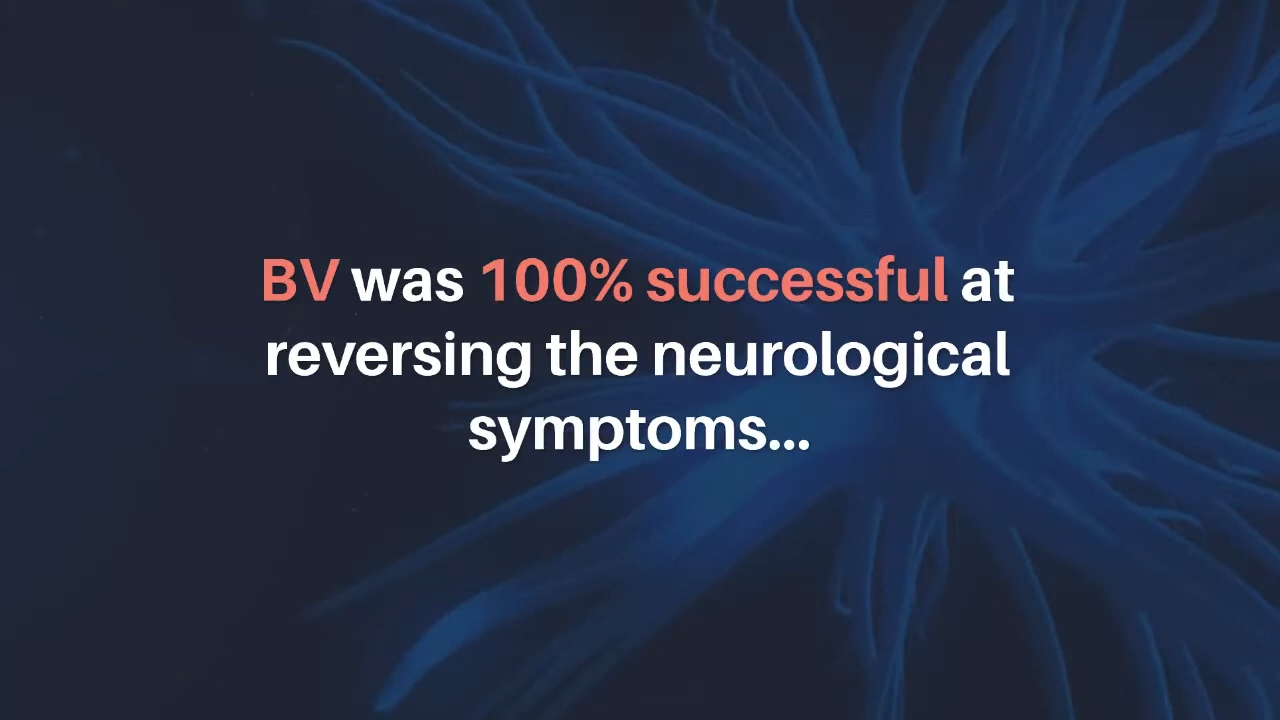 BV was 100% successful at
reversing the neurological
symptoms...